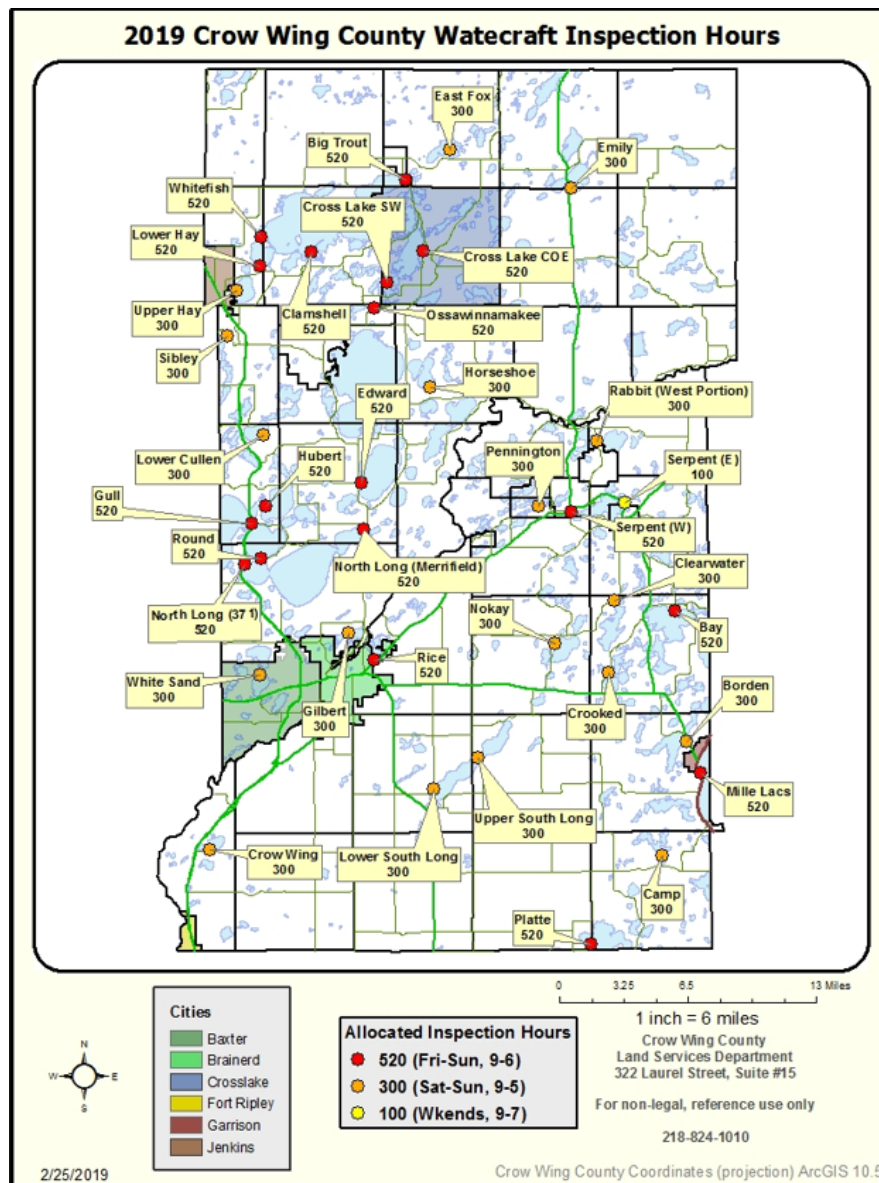 2019 Crow Wing County Watercraft Inspection Hours
East Fox
300
Big Trout
520
Emily
300
Whitefish
520
Cross Lake SW
520
Lower Hay
520
Cross Lake COE
520
Upper Hay
300
Clamshell
520
Ossawinnamakee
520
Sibley
300
Horseshoe
300
Edward
520
Rabbit (West Portion)
300
Lower Cullen
300
Hubert
520
Pennington
300
Serpent (E)
100
Gull
520
Serpent (W)
520
Round
520
North Long (Merrifield)
520
Clearwater
300
North Long (371)
520
Nokay
300
Bay
520
Rice
520
White Sand
300
Gilbert
300
Crooked
300
Borden
300
Mille Lacs
520
Upper South Long
300
Crow Wing
300
Lower South Long
300
Camp
300
Platte
520
0 3.25 6.5 13 Miles
1 inch = 6 miles
Cities
Baxter
Brainerd
Crosslake
Fort Ripley
Garrison
Jenkins
N
W E
S
Allocated Inspection Hours
520 (Fri-Sun, 9-6)
300 (Sat-Sun, 9-5)
100 (Wkends, 9-7)
Crow Wing County
Land Services Department
322 Laurel Street, Suite #15
For non-legal, reference use only
218-824-1010
2/25/2019
Crow Wing County Coordinates (projection) ArcGIS 10.5